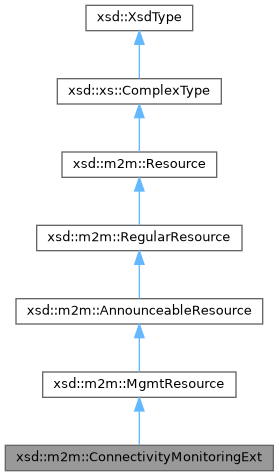 xsd::XsdType
xsd::xs::ComplexType
xsd::m2m::Resource
xsd::m2m::RegularResource
xsd::m2m::AnnounceableResource
xsd::m2m::MgmtResource
xsd::m2m::ConnectivityMonitoringExt